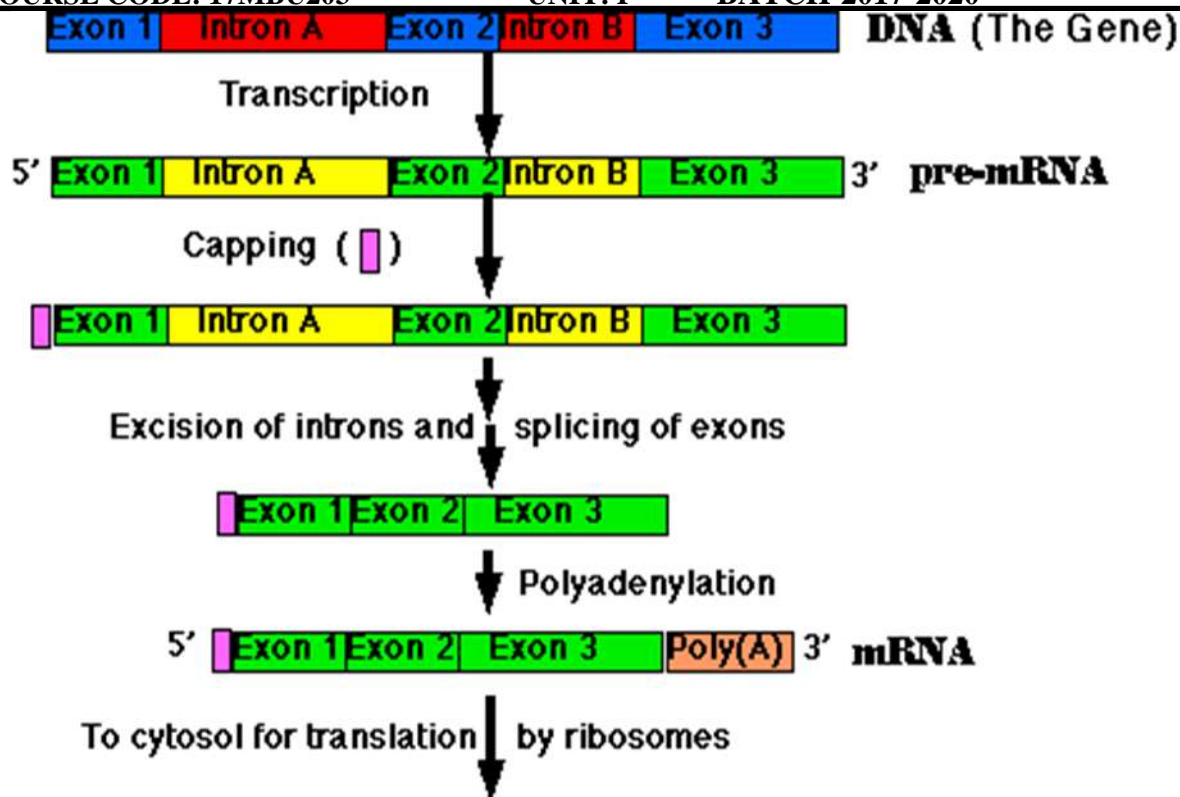 Exon 1 Intron A Exon 2 Intron B Exon 3 DNA (The Gene)
Transcription
5' Exon 1 Intron A Exon 2 Intron B Exon 3 3' pre-mRNA
Capping ( )
Exon 1 Intron A Exon 2 Intron B Exon 3
Excision of introns and splicing of exons
Exon 1 Exon 2 Exon 3
Polyadenylation
5' Exon 1 Exon 2 Exon 3 Poly(A) 3' mRNA
To cytosol for translation by ribosomes